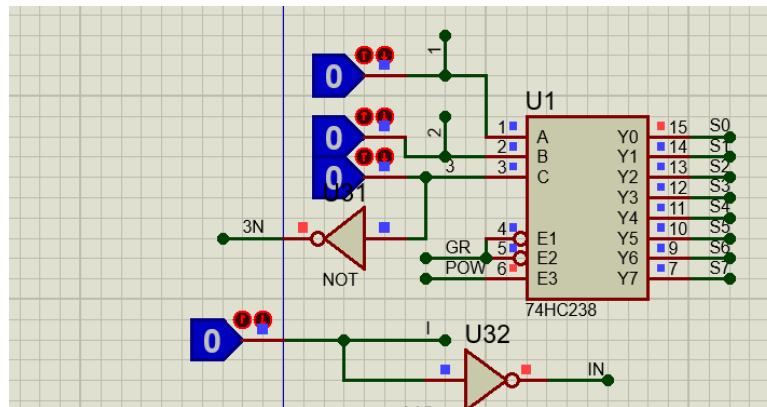 0
1
U1
0
2
1
A
Y0
15
S0
2
B
Y1
14
S1
0
3
3
C
Y2
13
S2
U31
Y3
12
S3
Y4
11
S4
3N
4
E1
Y5
10
S5
GR
5
E2
Y6
9
S6
POW
6
E3
Y7
7
S7
NOT
74HC238
0
I
U32
IN